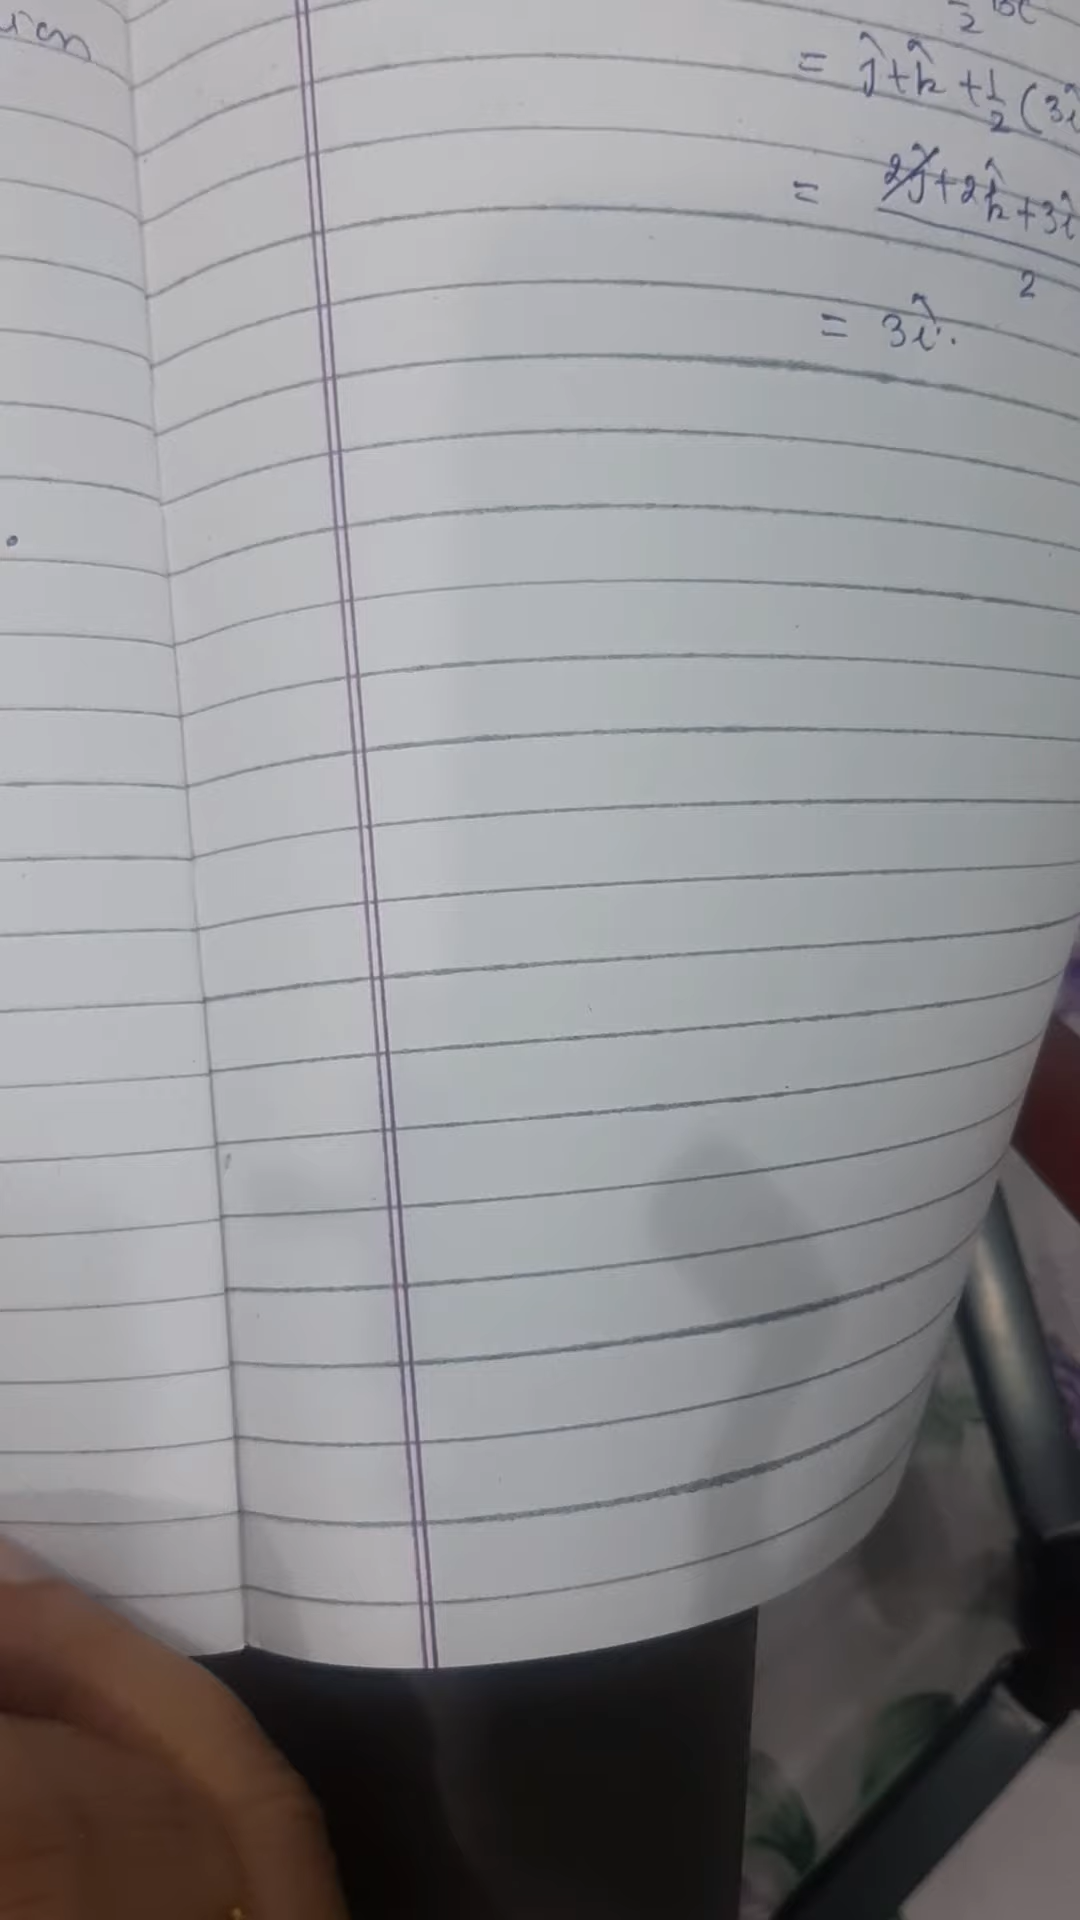 = ĵ+k̂+1/2(3î
= 2ĵ+2k̂+3î
2
= 3î.